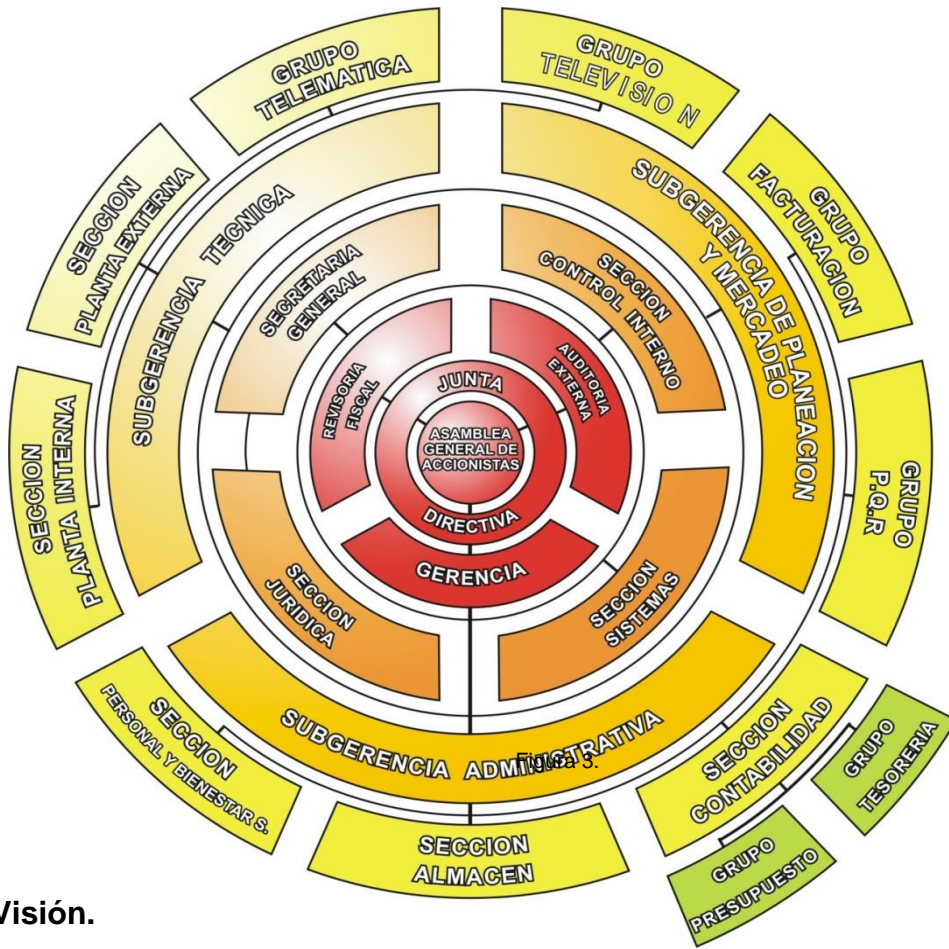 GRUPO
TELEMATICA
GRUPO
TELEVISION
SECCION
PLANTA EXTERNA
GRUPO
FACTURACION
SUBGERENCIA TECNICA
SUBGERENCIA DE PLANEACION
Y MERCADEO
SECRETARIA
GENERAL
SECCION
CONTROL INTERNO
REVISORIA
FISCAL
AUDITORIA
EXTERNA
JUNTA
DIRECTIVA
ASAMBLEA
GENERAL DE
ACCIONISTAS
GERENCIA
SECCION
PLANTA INTERNA
GRUPO
P.Q.R
SECCION
JURIDICA
SECCION
SISTEMAS
SUBGERENCIA ADMINISTRATIVA
Figura 3.
SECCION
PERSONAL Y BIENESTAR S.
SECCION
ALMACEN
SECCION
CONTABILIDAD
GRUPO
TESORERIA
GRUPO
PRESUPUESTO
Visión.